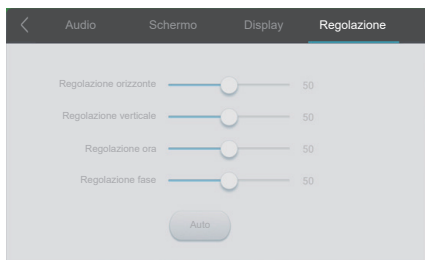 Audio Schermo Display Regolazione
Regolazione orizzonte 50
Regolazione verticale 50
Regolazione ora 50
Regolazione fase 50
Auto